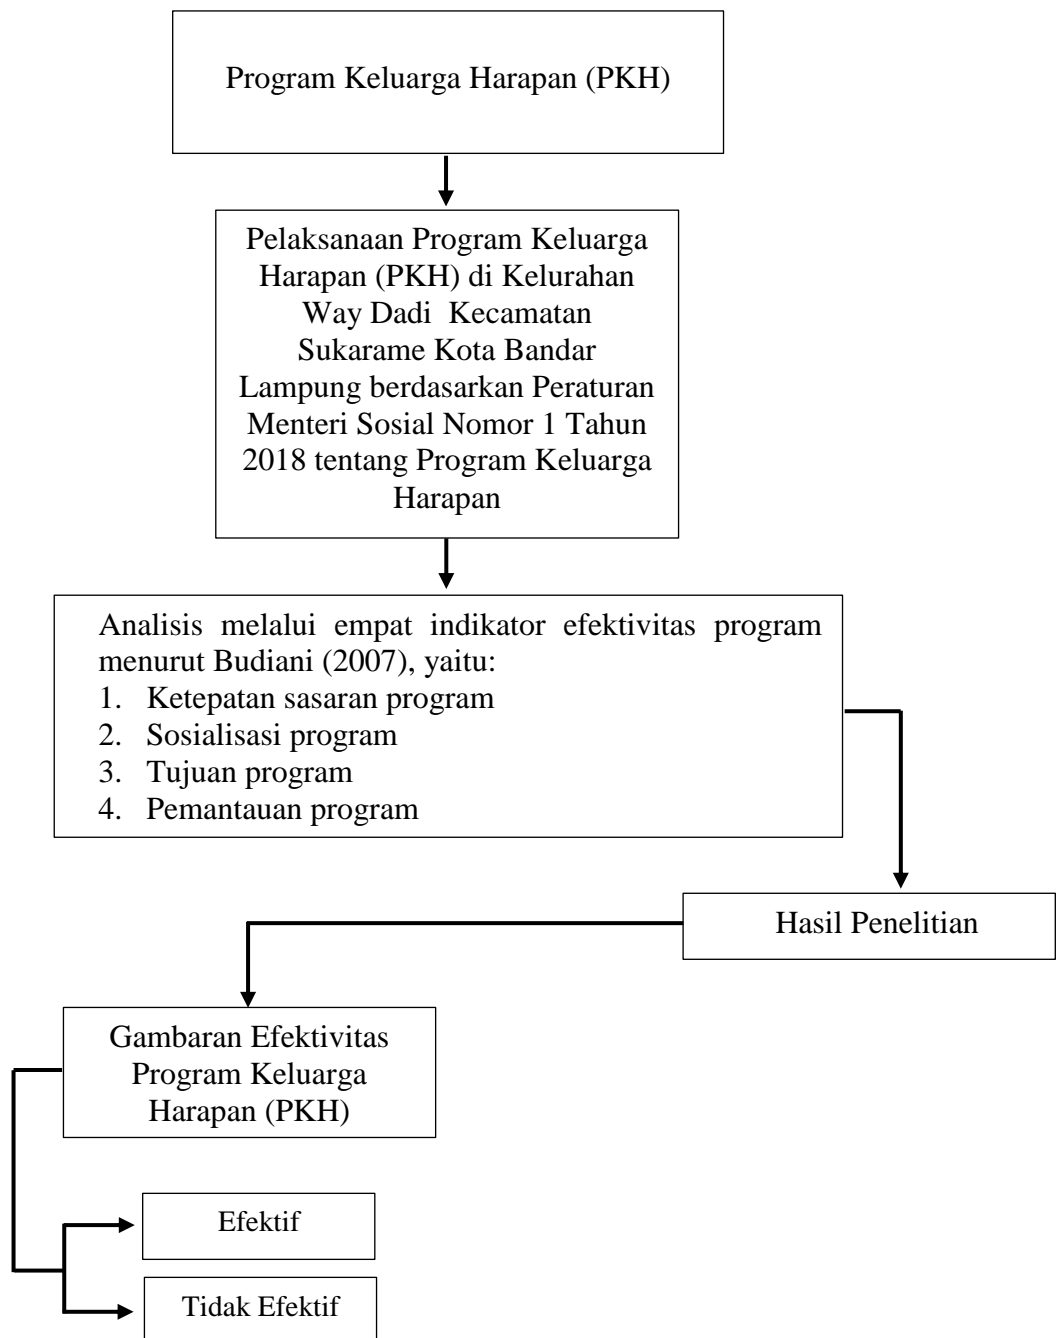 Program Keluarga Harapan (PKH)
Pelaksanaan Program Keluarga
Harapan (PKH) di Kelurahan
Way Dadi  Kecamatan
Sukarame Kota Bandar
Lampung berdasarkan Peraturan
Menteri Sosial Nomor 1 Tahun
2018 tentang Program Keluarga
Harapan
Analisis melalui empat indikator efektivitas program
menurut Budiani (2007), yaitu:
1. Ketepatan sasaran program
2. Sosialisasi program
3. Tujuan program
4. Pemantauan program
Hasil Penelitian
Gambaran Efektivitas
Program Keluarga
Harapan (PKH)
Efektif
Tidak Efektif